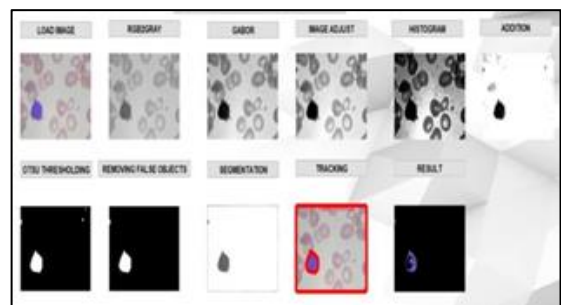 LOAD IMAGE
RGB2GRAY
GABOR
IMAGE ADJUST
HISTOGRAM
ADDITION
OTSU THRESHOLDING
REMOVING FALSE OBJECTS
SEGMENTATION
TRACKING
RESULT